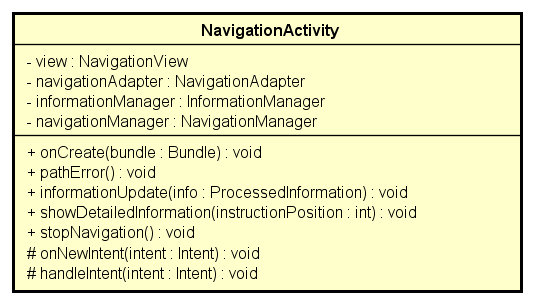 NavigationActivity
- view : NavigationView
- navigationAdapter : NavigationAdapter
- informationManager : InformationManager
- navigationManager : NavigationManager
+ onCreate(bundle : Bundle) : void
+ pathError() : void
+ informationUpdate(info : ProcessedInformation) : void
+ showDetailedInformation(instructionPosition : int) : void
+ stopNavigation() : void
# onNewIntent(intent : Intent) : void
# handleIntent(intent : Intent) : void